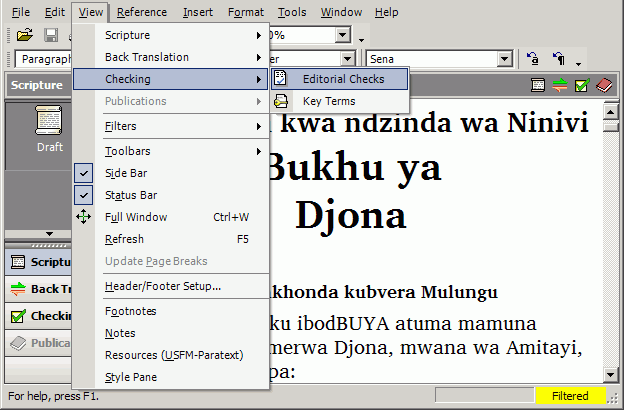 File Edit View Reference Insert Format Tools Window Help
0%
Paragraph er Sena
Scripture
Draft
Scriptu
Back Tr
Checkin
Publica
Scripture
Back Translation
Checking
Publications
Filters
Toolbars
Side Bar
Status Bar
Full Window Ctrl+W
Refresh F5
Update Page Breaks
Header/Footer Setup...
Footnotes
Notes
Resources (USFM-Paratext)
Style Pane
Editorial Checks
Key Terms
kwa ndzinda wa Ninivi
Bukhu ya
Djona
khonda kubvera Mulungu
ku ibodBUYA atuma mamuna
merwa Djona, mwana wa Amitayi,
pa:
For help, press F1.
Filtered